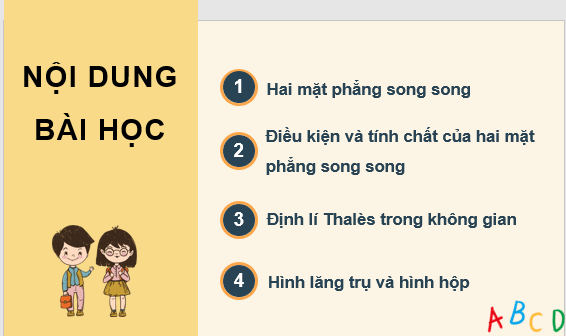 NỘI DUNG
BÀI HỌC
1 Hai mặt phẳng song song
2 Điều kiện và tính chất của hai mặt
phẳng song song
3 Định lí Thalès trong không gian
4 Hình lăng trụ và hình hộp
A B C D